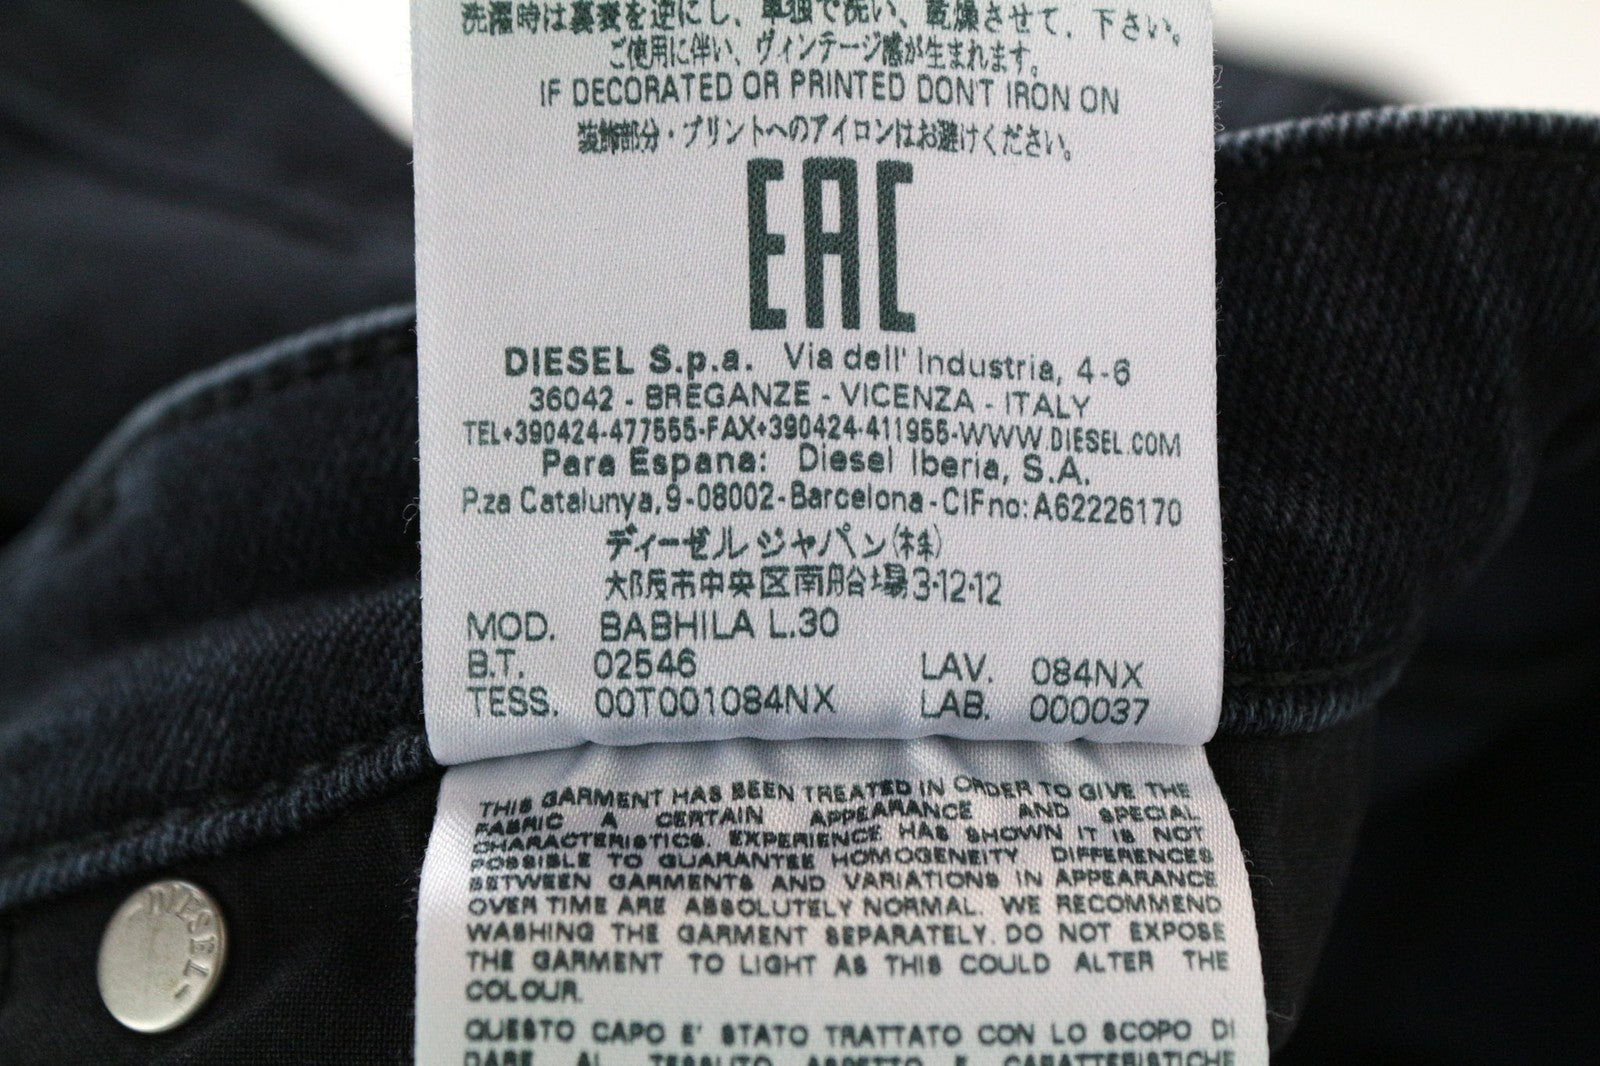 洗濯時は裏表を逆にし、単独で洗い、乾燥させて、下さい。
ご使用に伴い、ヴィンテージ感が生まれます。
IF DECORATED OR PRINTED DONT IRON ON
装飾部分・プリントへのアイロンはお避けください。
EAC
DIESEL S.p.a. Via dell' Industria, 4-6
36042 - BREGANZE - VICENZA - ITALY
TEL+390424-477555-FAX+390424-411955-WWW.DIESEL.COM
Para Espana: Diesel Iberia, S.A.
P.za Catalunya, 9-08002-Barcelona-CIF no: A62226170
ディーゼルジャパン(株)
大阪市中央区南船場3-12-12
MOD. BABHILA L.30
B.T. 02546 LAV. 084NX
TESS. 00T001084NX LAB. 000037
THIS GARMENT HAS BEEN TREATED IN ORDER TO GIVE THE
FABRIC A CERTAIN APPEARANCE AND SPECIAL
CHARACTERISTICS. EXPERIENCE HAS SHOWN IT IS NOT
POSSIBLE TO GUARANTEE HOMOGENEITY. DIFFERENCES
BETWEEN GARMENTS AND VARIATIONS IN APPEARANCE
OVER TIME ARE ABSOLUTELY NORMAL. WE RECOMMEND
WASHING THE GARMENT SEPARATELY. DO NOT EXPOSE
THE GARMENT TO LIGHT AS THIS COULD ALTER THE
COLOUR.
QUESTO CAPO E' STATO TRATTATO CON LO SCOPO DI
DARE AL TESSUTO ASPETTO E CARATTERISTICHE
DIESEL